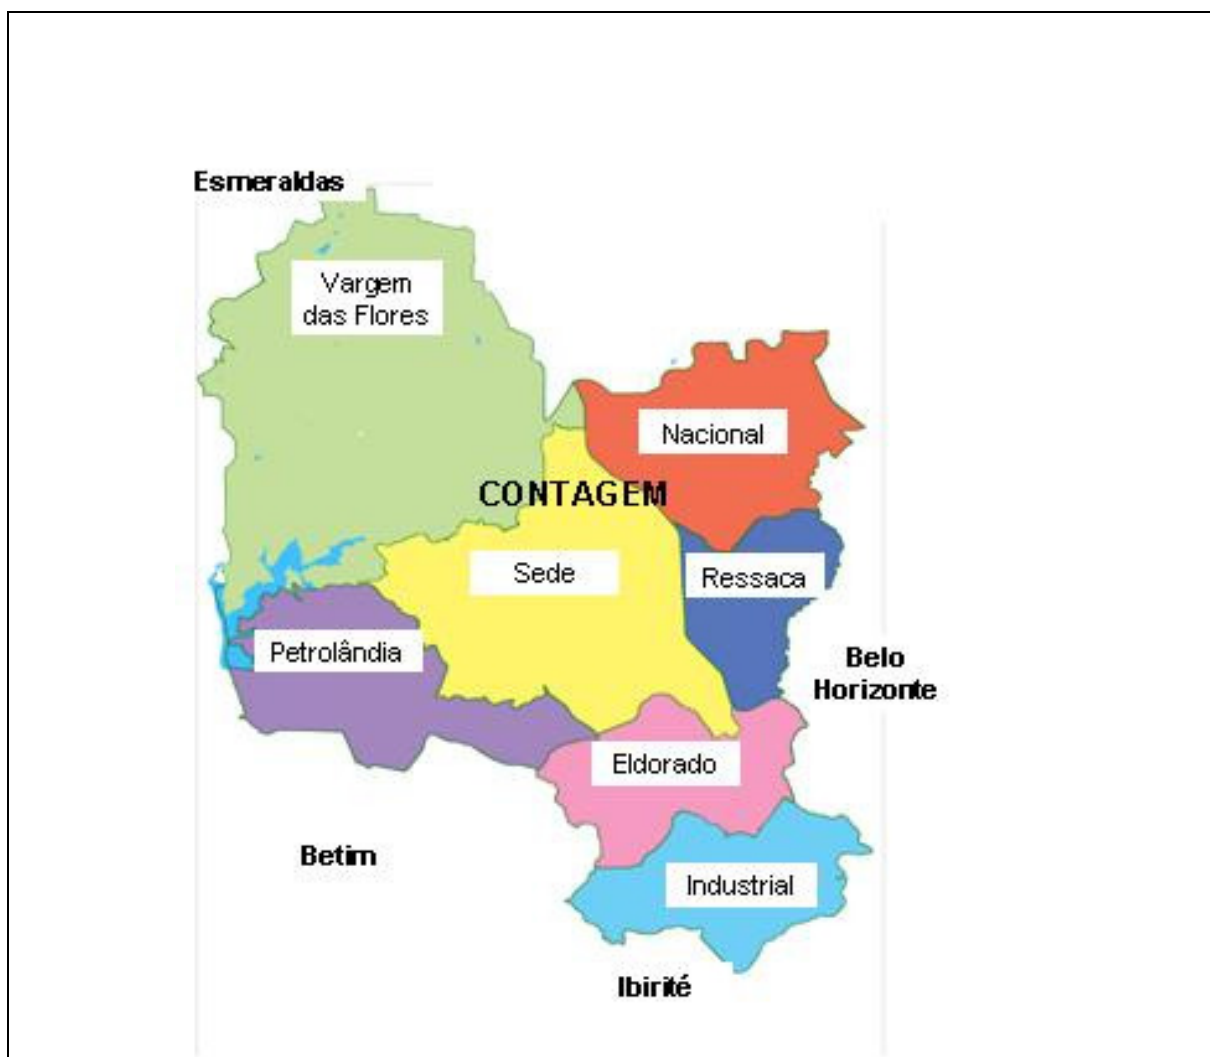 Esmeraldas
Vargem
das Flores
Nacional
CONTAGEM
Sede
Ressaca
Petrolândia
Belo
Horizonte
Eldorado
Betim
Industrial
Ibirité